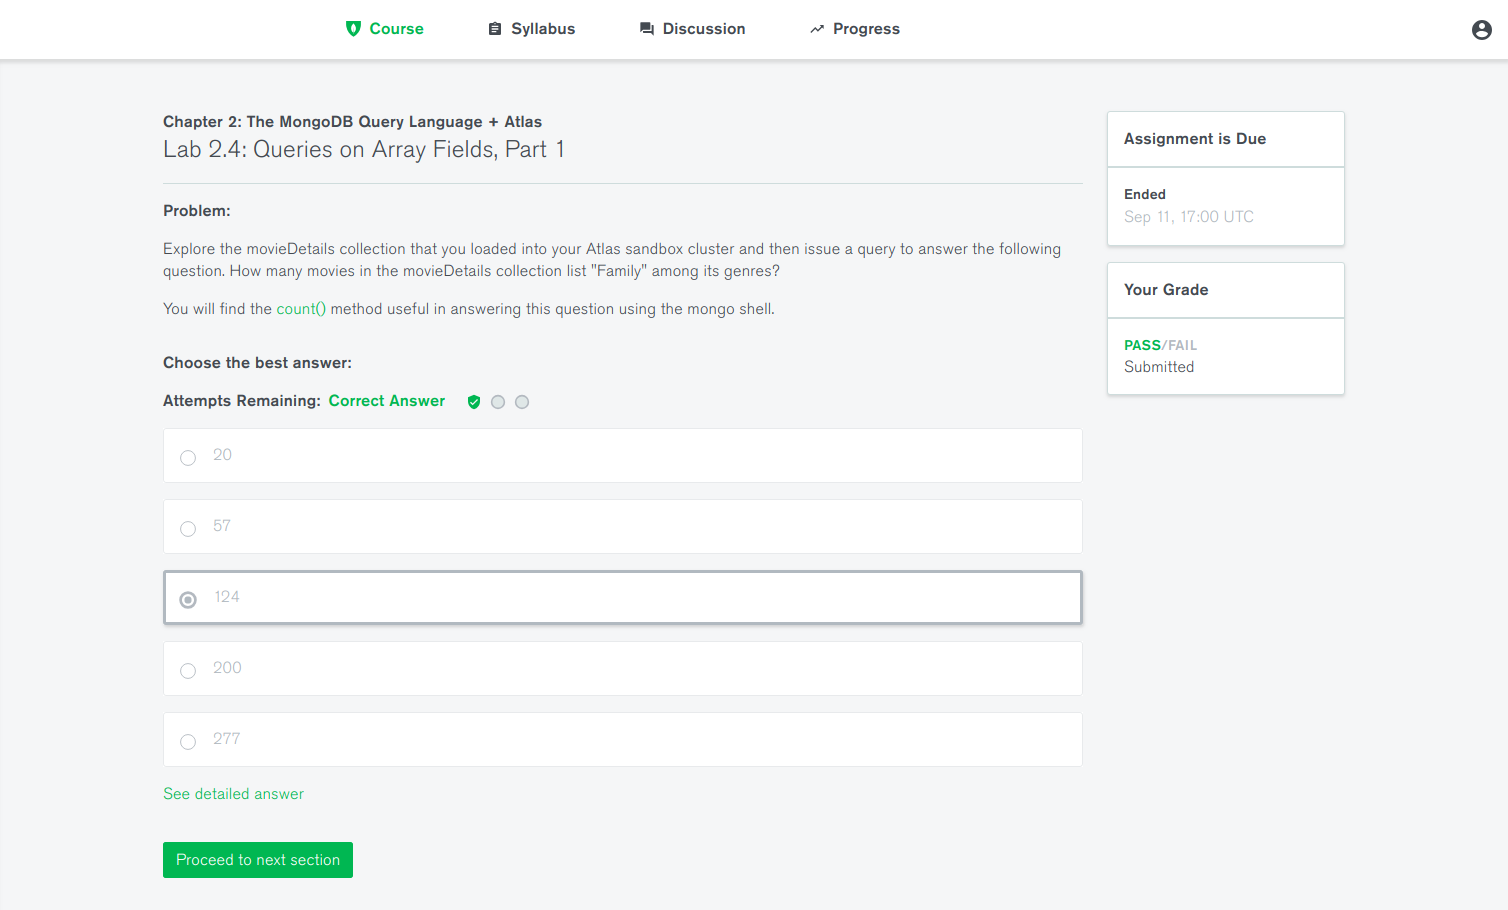 Course
Syllabus
Discussion
Progress
Chapter 2: The MongoDB Query Language + Atlas
Lab 2.4: Queries on Array Fields, Part 1
Problem:
Explore the movieDetails collection that you loaded into your Atlas sandbox cluster and then issue a query to answer the following
question. How many movies in the movieDetails collection list "Family" among its genres?
You will find the count() method useful in answering this question using the mongo shell.
Choose the best answer:
Attempts Remaining: Correct Answer
20
57
124
200
277
See detailed answer
Proceed to next section
Assignment is Due
Ended
Sep 11, 17:00 UTC
Your Grade
PASS/FAIL
Submitted